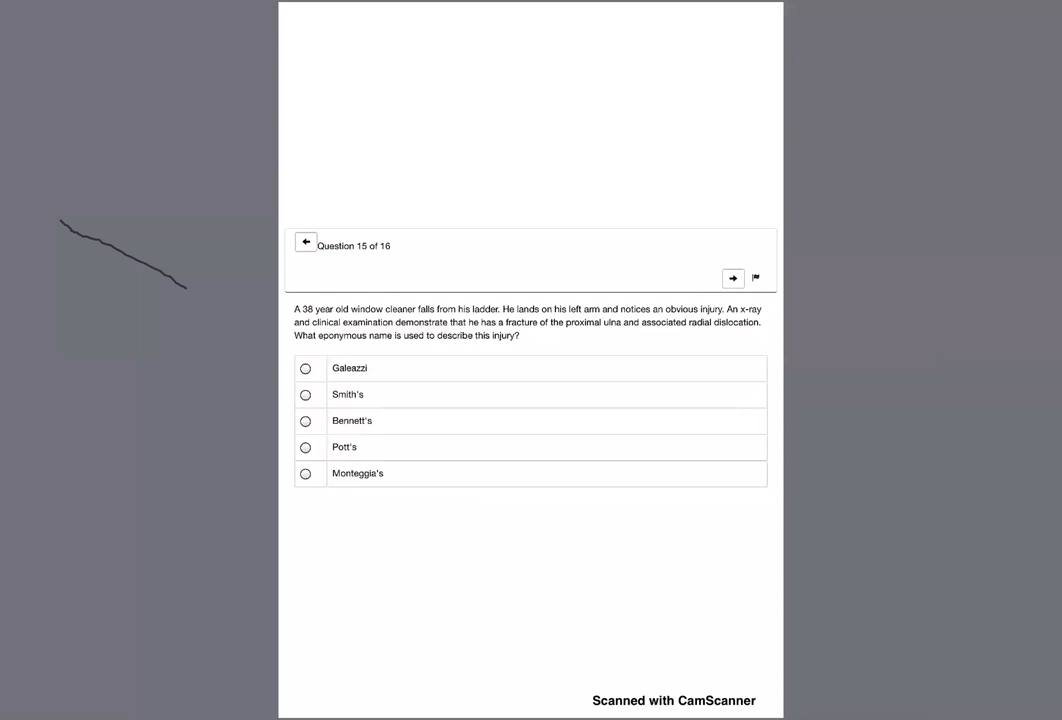 Question 15 of 16
A 38 year old window cleaner falls from his ladder. He lands on his left arm and notices an obvious injury. An x-ray
and clinical examination demonstrate that he has a fracture of the proximal ulna and associated radial dislocation.
What eponymous name is used to describe this injury?
Galeazzi
Smith's
Bennett's
Pott's
Monteggia's
Scanned with CamScanner